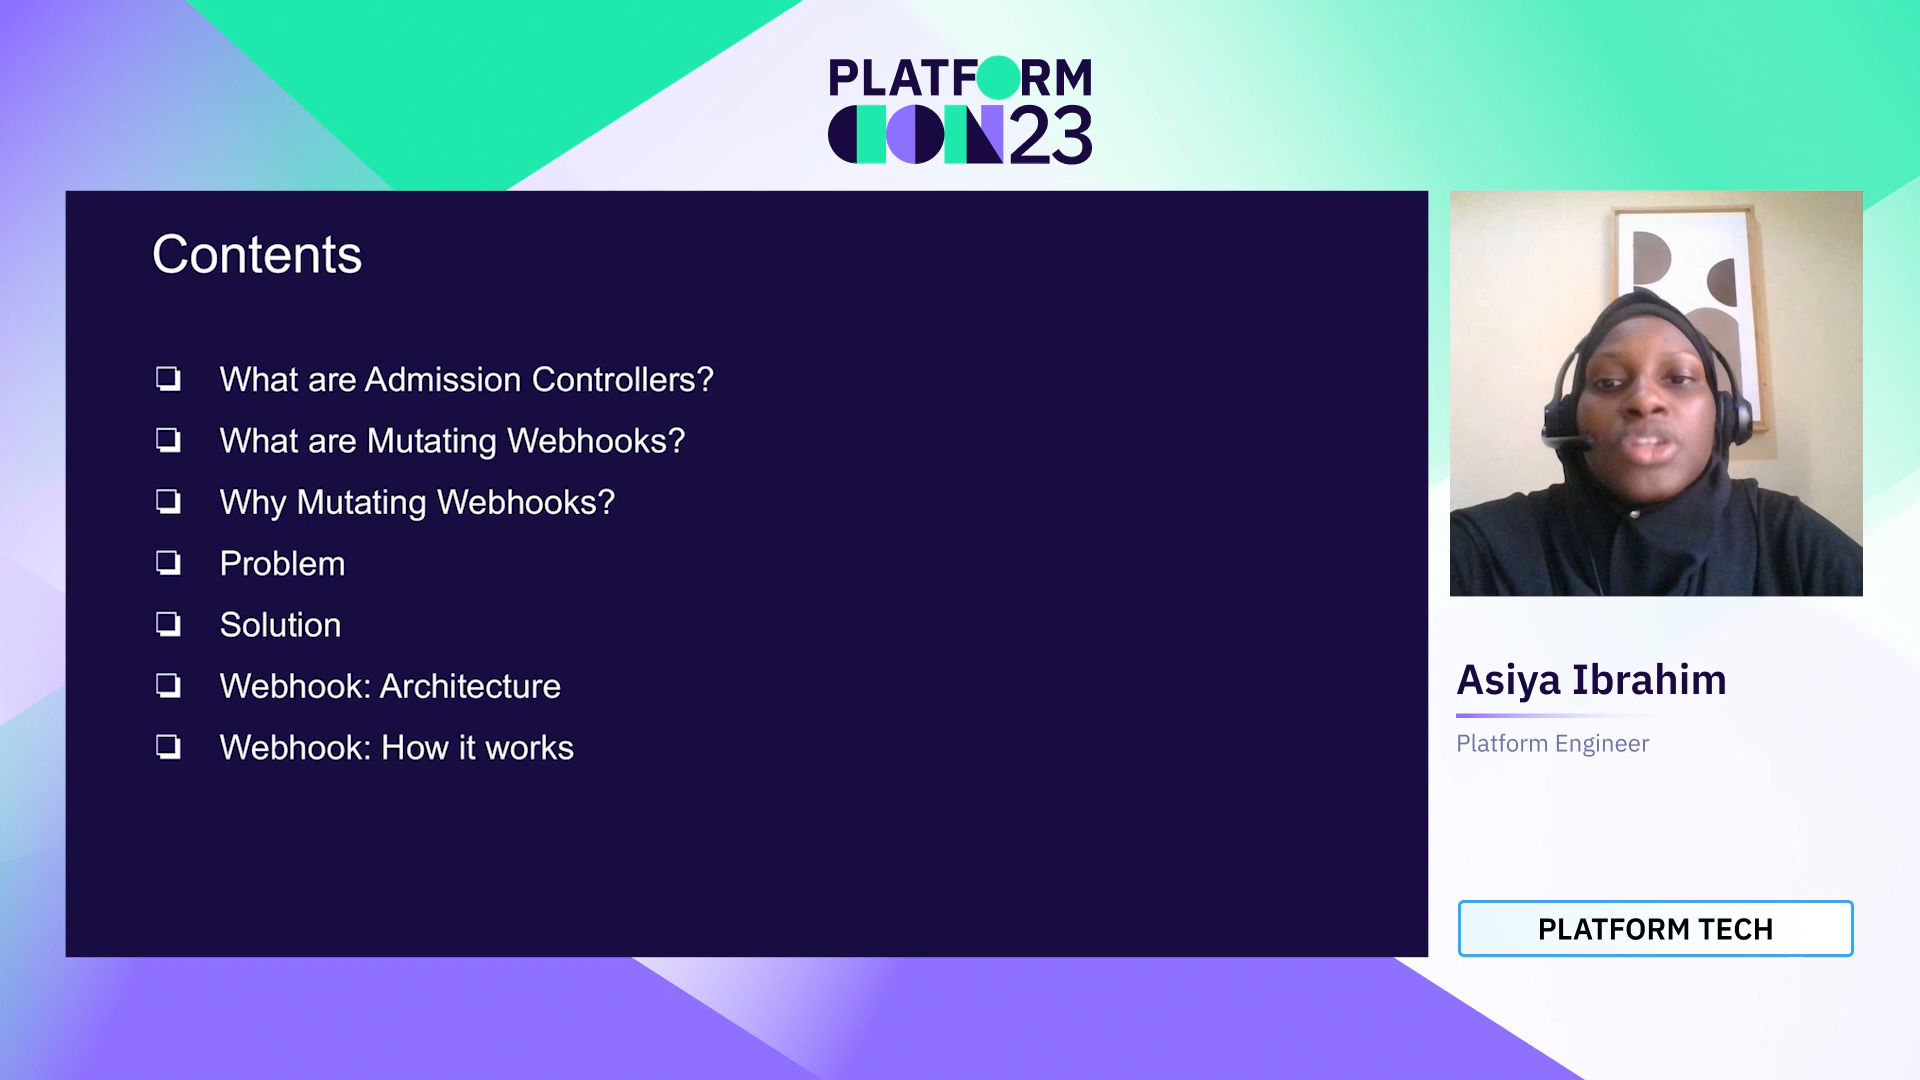 PLATFORM
CON23
Contents
What are Admission Controllers?
What are Mutating Webhooks?
Why Mutating Webhooks?
Problem
Solution
Webhook: Architecture
Webhook: How it works
Asiya Ibrahim
Platform Engineer
PLATFORM TECH